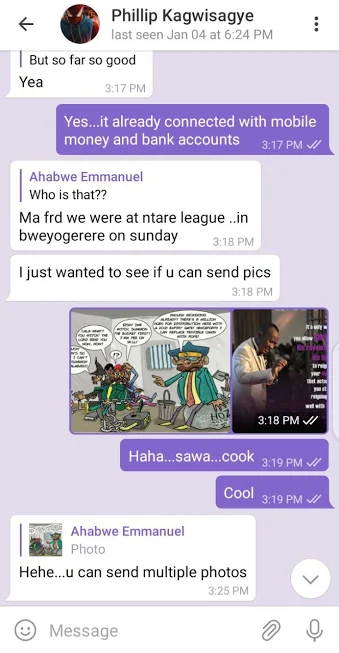 Phillip Kagwisagye
last seen Jan 04 at 6:24 PM
But so far so good
Yea
3:17 PM
Yes...it already connected with mobile
money and bank accounts
3:17 PM
Ahabwe Emmanuel
Who is that??
Ma frd we were at ntare league ..in
bweyogerere on sunday
3:18 PM
I just wanted to see if u can send pics
3:18 PM
3:18 PM
Haha...sawa...cook
3:19 PM
Cool
3:19 PM
Ahabwe Emmanuel
Photo
Hehe...u can send multiple photos
3:25 PM
Message